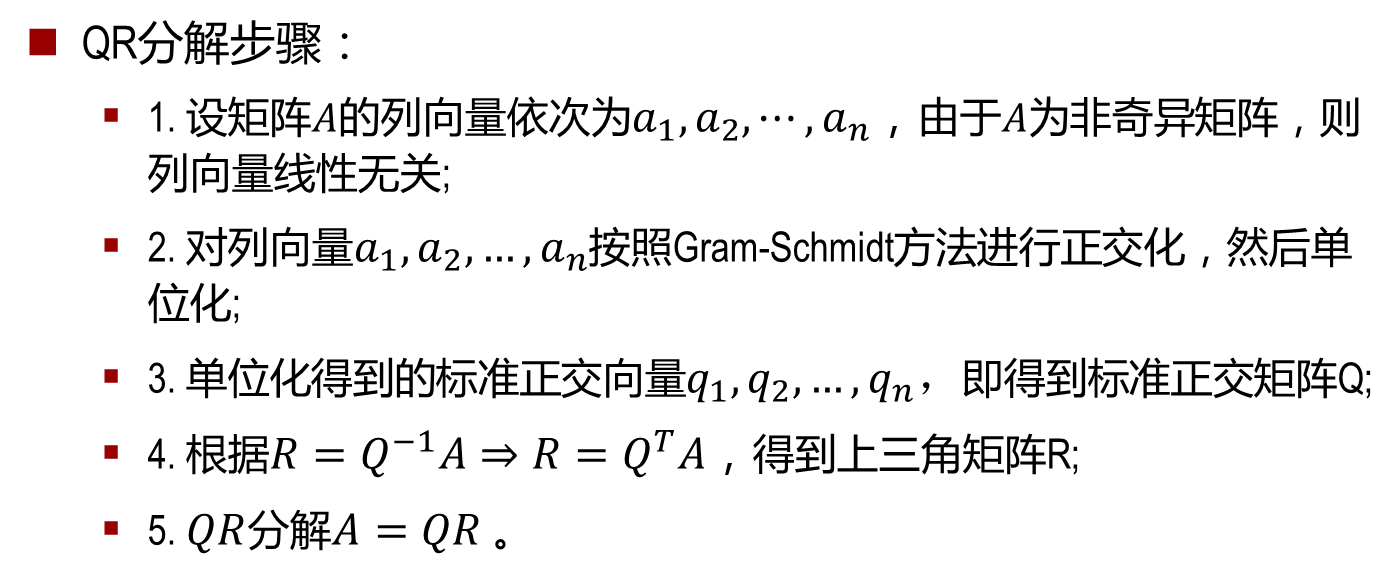 QR分解步骤：
1. 设矩阵A的列向量依次为a₁, a₂, ⋯ , aₙ，由于A为非奇异矩阵，则
列向量线性无关;
2. 对列向量a₁, a₂, … , aₙ按照Gram-Schmidt方法进行正交化，然后单
位化;
3. 单位化得到的标准正交向量q₁, q₂, … , qₙ， 即得到标准正交矩阵Q;
4. 根据R = Q⁻¹A ⇒ R = QᵀA，得到上三角矩阵R;
5. QR分解A = QR 。